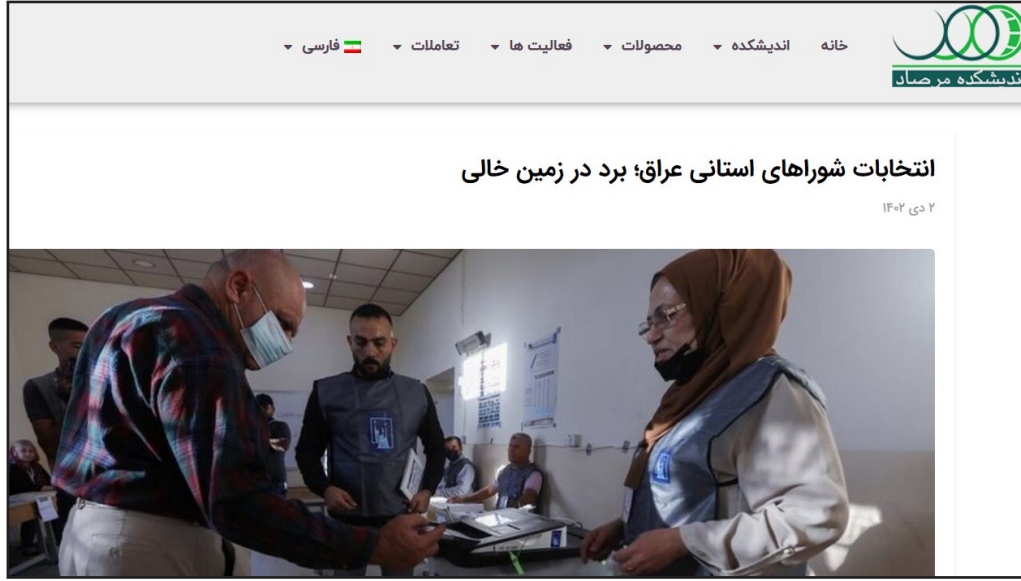 خانه اندیشکده محصولات فعالیت ها تعاملات فارسی
اندیشکده مرصاد
انتخابات شوراهای استانی عراق؛ برد در زمین خالی
۲ دی ۱۴۰۲